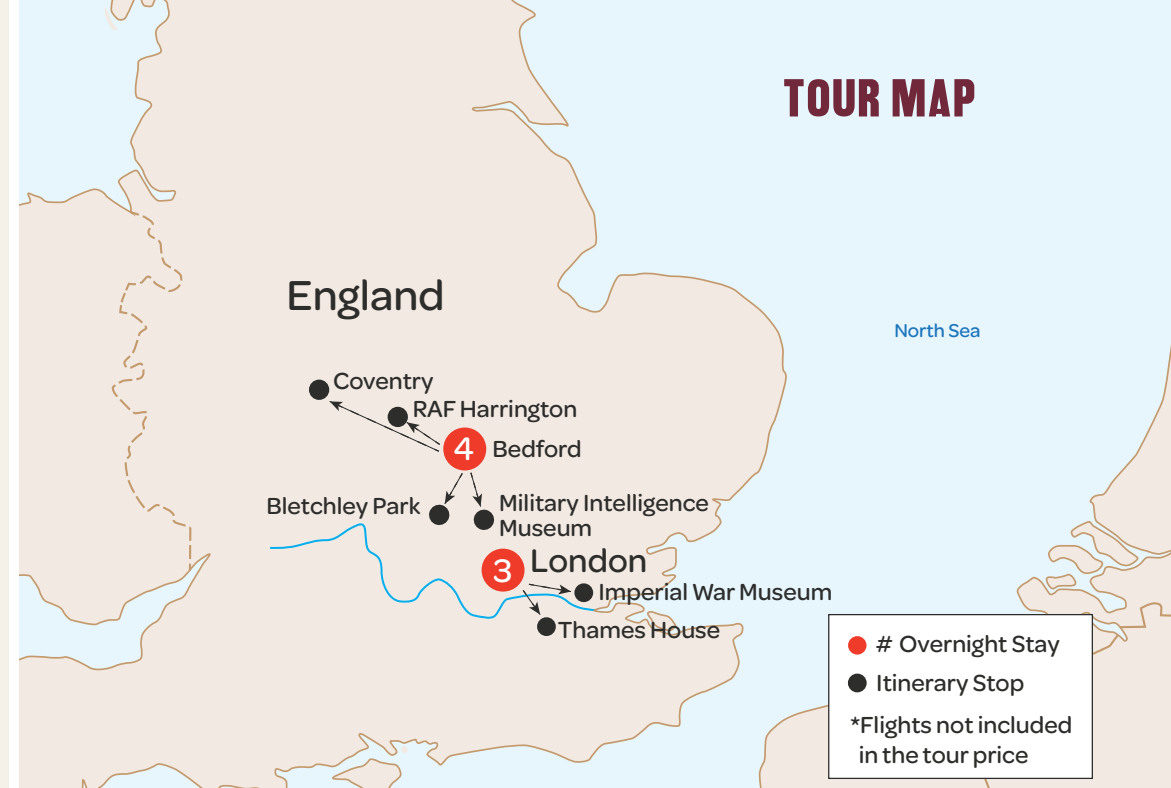 TOUR MAP
England
North Sea
Coventry
RAF Harrington
4 Bedford
Bletchley Park
Military Intelligence
Museum
3 London
Imperial War Museum
Thames House
# Overnight Stay
Itinerary Stop
*Flights not included
in the tour price